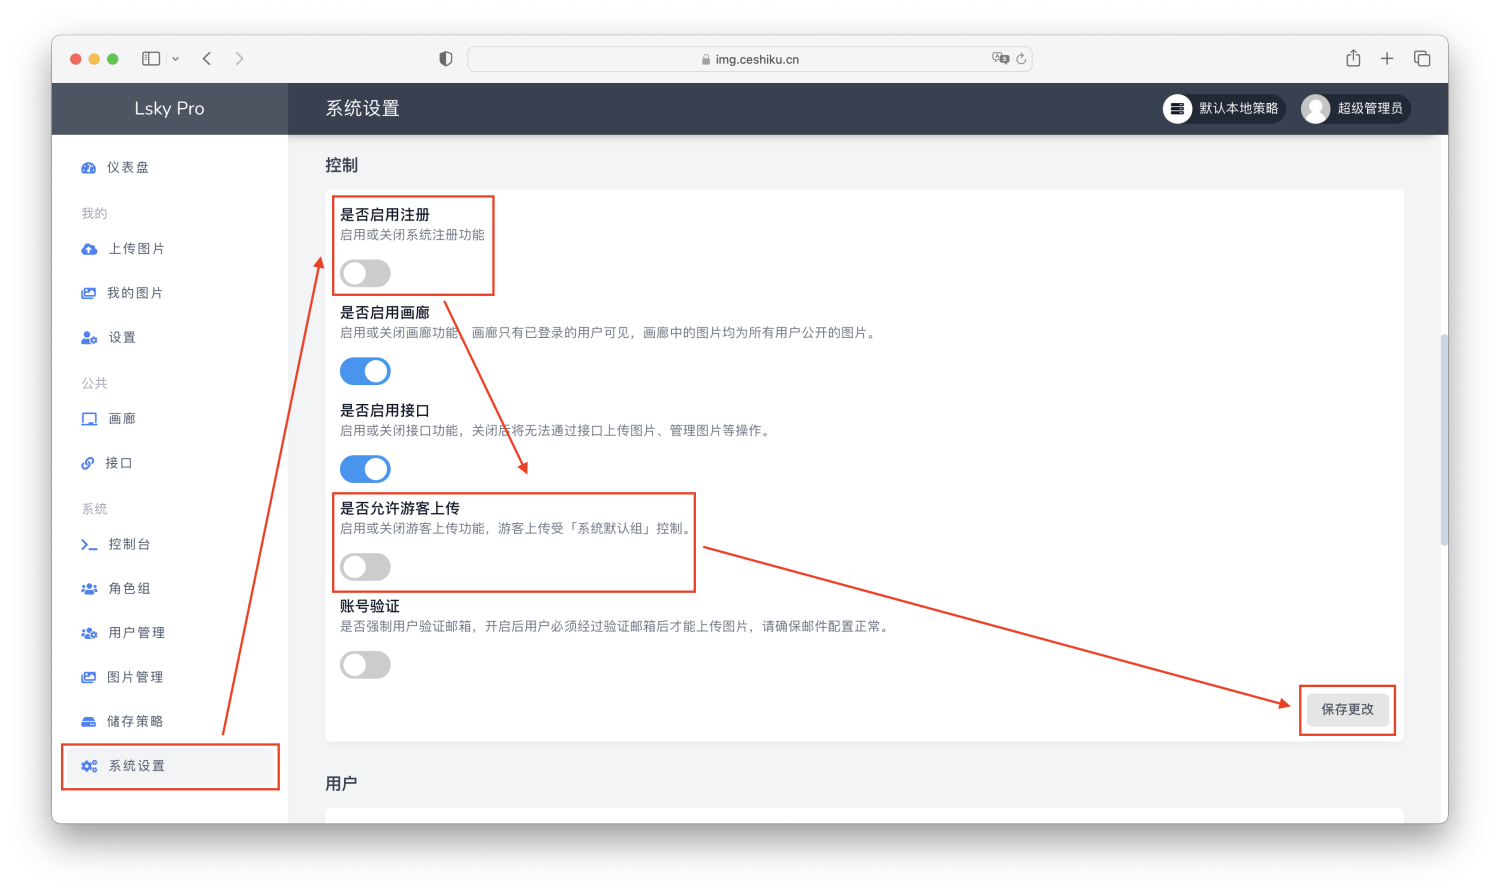 img.ceshiku.cn
Lsky Pro
系统设置
默认本地策略
超级管理员
仪表盘
我的
上传图片
我的图片
设置
公共
画廊
接口
系统
控制台
角色组
用户管理
图片管理
储存策略
系统设置
控制
是否启用注册
启用或关闭系统注册功能
是否启用画廊
启用或关闭画廊功能，画廊只有已登录的用户可见，画廊中的图片均为所有用户公开的图片。
是否启用接口
启用或关闭接口功能，关闭后将无法通过接口上传图片、管理图片等操作。
是否允许游客上传
启用或关闭游客上传功能，游客上传受「系统默认组」控制。
账号验证
是否强制用户验证邮箱，开启后用户必须经过验证邮箱后才能上传图片，请确保邮件配置正常。
保存更改
用户